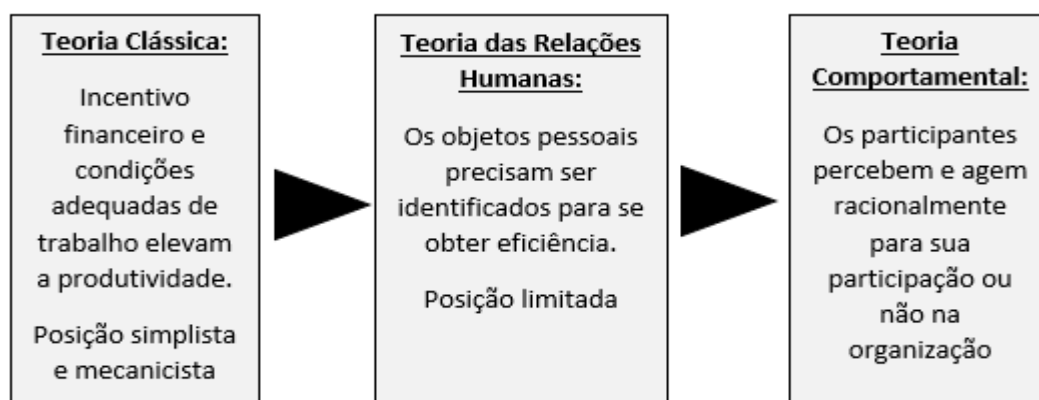 Teoria Clássica:
Incentivo
financeiro e
condições
adequadas de
trabalho elevam
a produtividade.
Posição simplista
e mecanicista
Teoria das Relações
Humanas:
Os objetos pessoais
precisam ser
identificados para se
obter eficiência.
Posição limitada
Teoria
Comportamental:
Os participantes
percebem e agem
racionalmente
para sua
participação ou
não na
organização